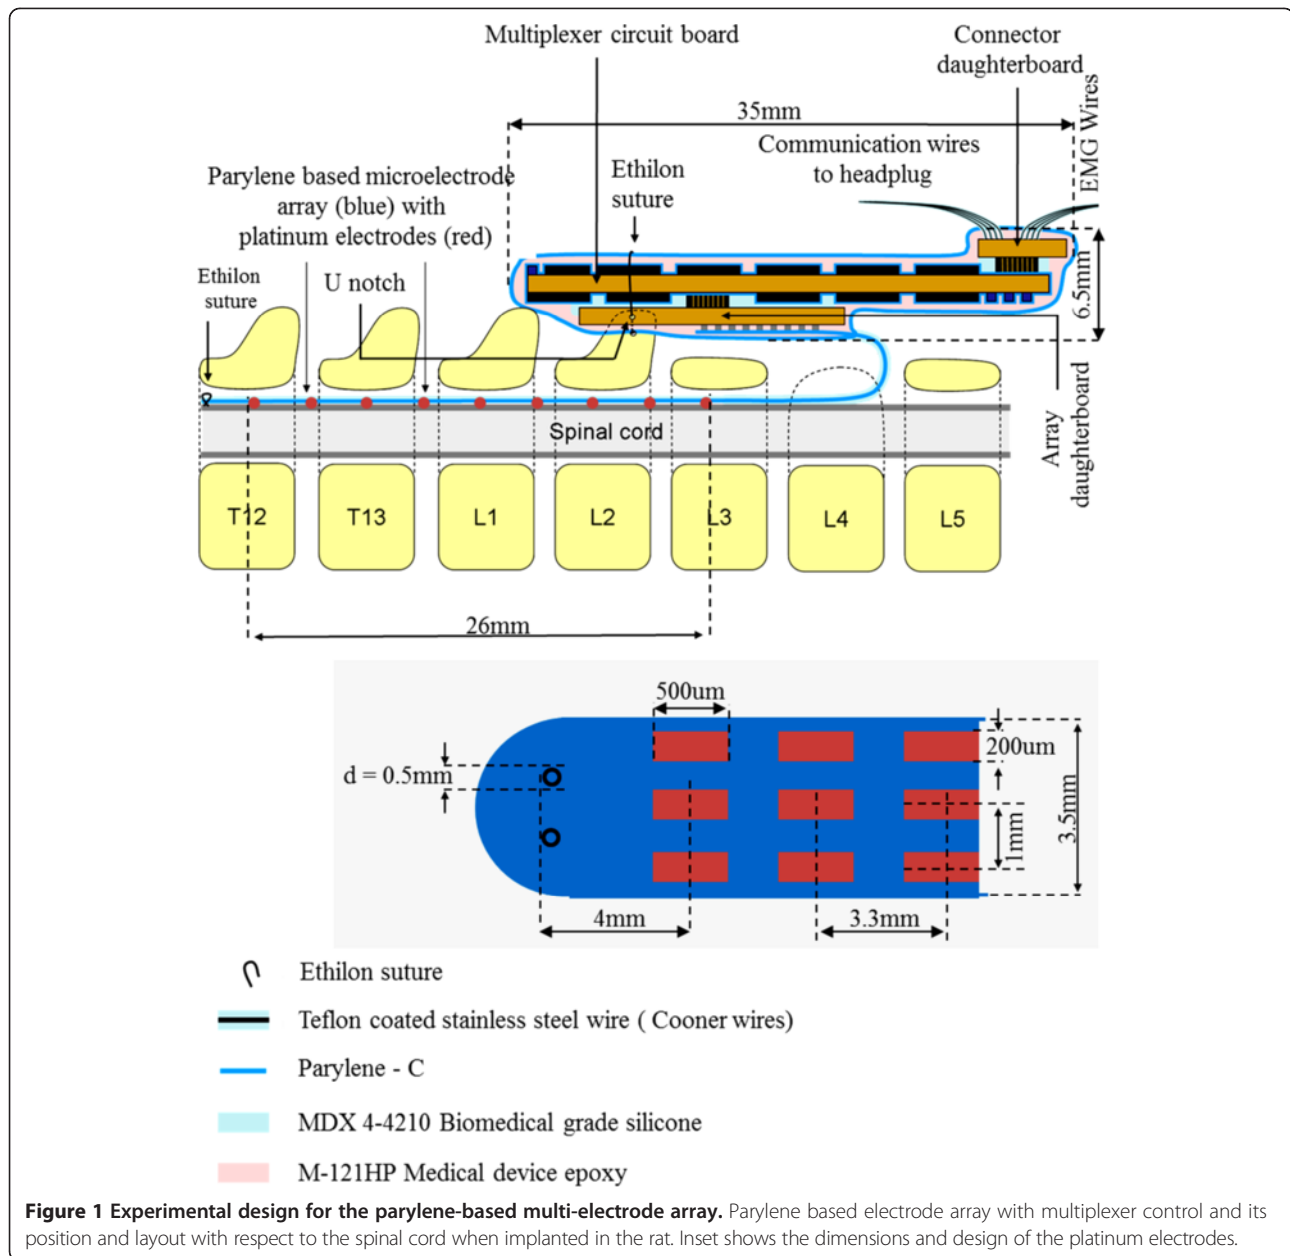 Multiplexer circuit board
Connector
daughterboard
35mm
EMG Wires
Communication wires
to headplug
Ethilon
suture
Parylene based microelectrode
array (blue) with
platinum electrodes (red)
Ethilon
suture
U notch
6.5mm
Array
daughterboard
Spinal cord
T12
T13
L1
L2
L3
L4
L5
26mm
500um
200um
d = 0.5mm
3.5mm
1mm
4mm
3.3mm
Ethilon suture
Teflon coated stainless steel wire ( Cooner wires)
Parylene - C
MDX 4-4210 Biomedical grade silicone
M-121HP Medical device epoxy
Figure 1 Experimental design for the parylene-based multi-electrode array. Parylene based electrode array with multiplexer control and its
position and layout with respect to the spinal cord when implanted in the rat. Inset shows the dimensions and design of the platinum electrodes.